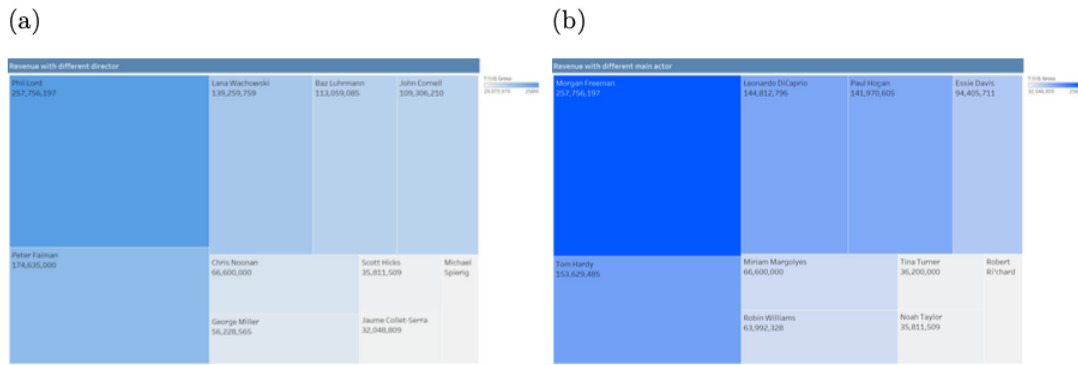 (a)
(b)
Revenue with different director
Phil Lord
257,756,197
Lana Wachowski
139,259,759
Baz Luhrmann
113,059,085
John Cornell
109,306,210
Peter Faiman
174,635,000
Chris Noonan
66,600,000
Scott Hicks
35,811,509
Michael
Spierig
George Miller
56,228,565
Jaume Collet-Serra
32,048,809
Revenue with different main actor
Morgan Freeman
257,756,197
Leonardo DiCaprio
144,812,796
Paul Hogan
141,970,605
Essie Davis
94,405,711
Tom Hardy
153,629,485
Miriam Margolyes
66,600,000
Tina Turner
36,200,000
Robert
Ri'chard
Robin Williams
63,992,328
Noah Taylor
35,811,509